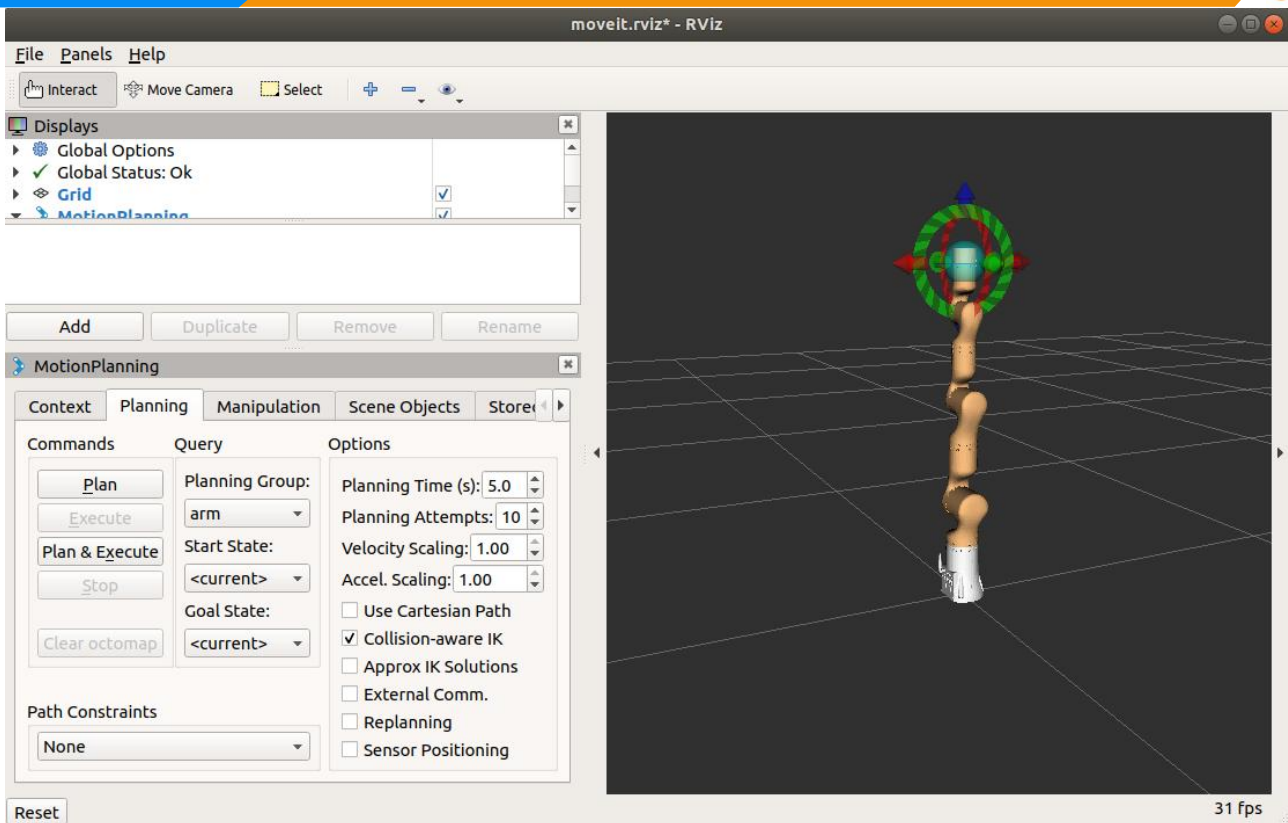 moveit.rviz* - RViz
File Panels Help
Interact Move Camera Select
Displays
Global Options
Global Status: Ok
Grid
MotionPlanning
Add Duplicate Remove Rename
MotionPlanning
Context Planning Manipulation Scene Objects
Commands Query Options
Plan
Execute
Plan & Execute
Stop
Clear octomap
Planning Group:
arm
Start State:
<current>
Goal State:
<current>
Planning Time (s): 5.0
Planning Attempts: 10
Velocity Scaling: 1.00
Accel. Scaling: 1.00
Use Cartesian Path
Collision-aware IK
Approx IK Solutions
External Comm.
Replanning
Sensor Positioning
Path Constraints
None
Reset
31 fps